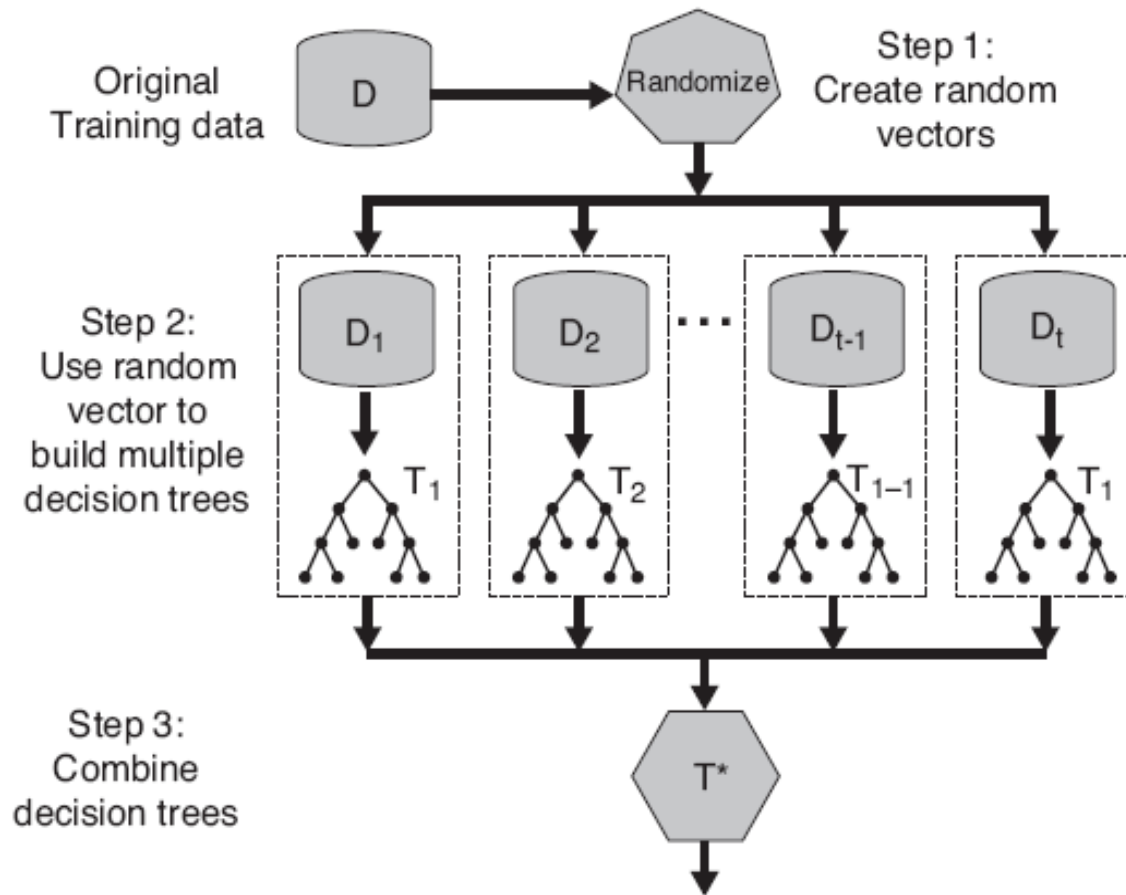 Original
Training data
D
Randomize
Step 1:
Create random
vectors
Step 2:
Use random
vector to
build multiple
decision trees
D₁
D₂
...
Dₜ₋₁
Dₜ
T₁
T₂
T₁₋₁
T₁
Step 3:
Combine
decision trees
T*